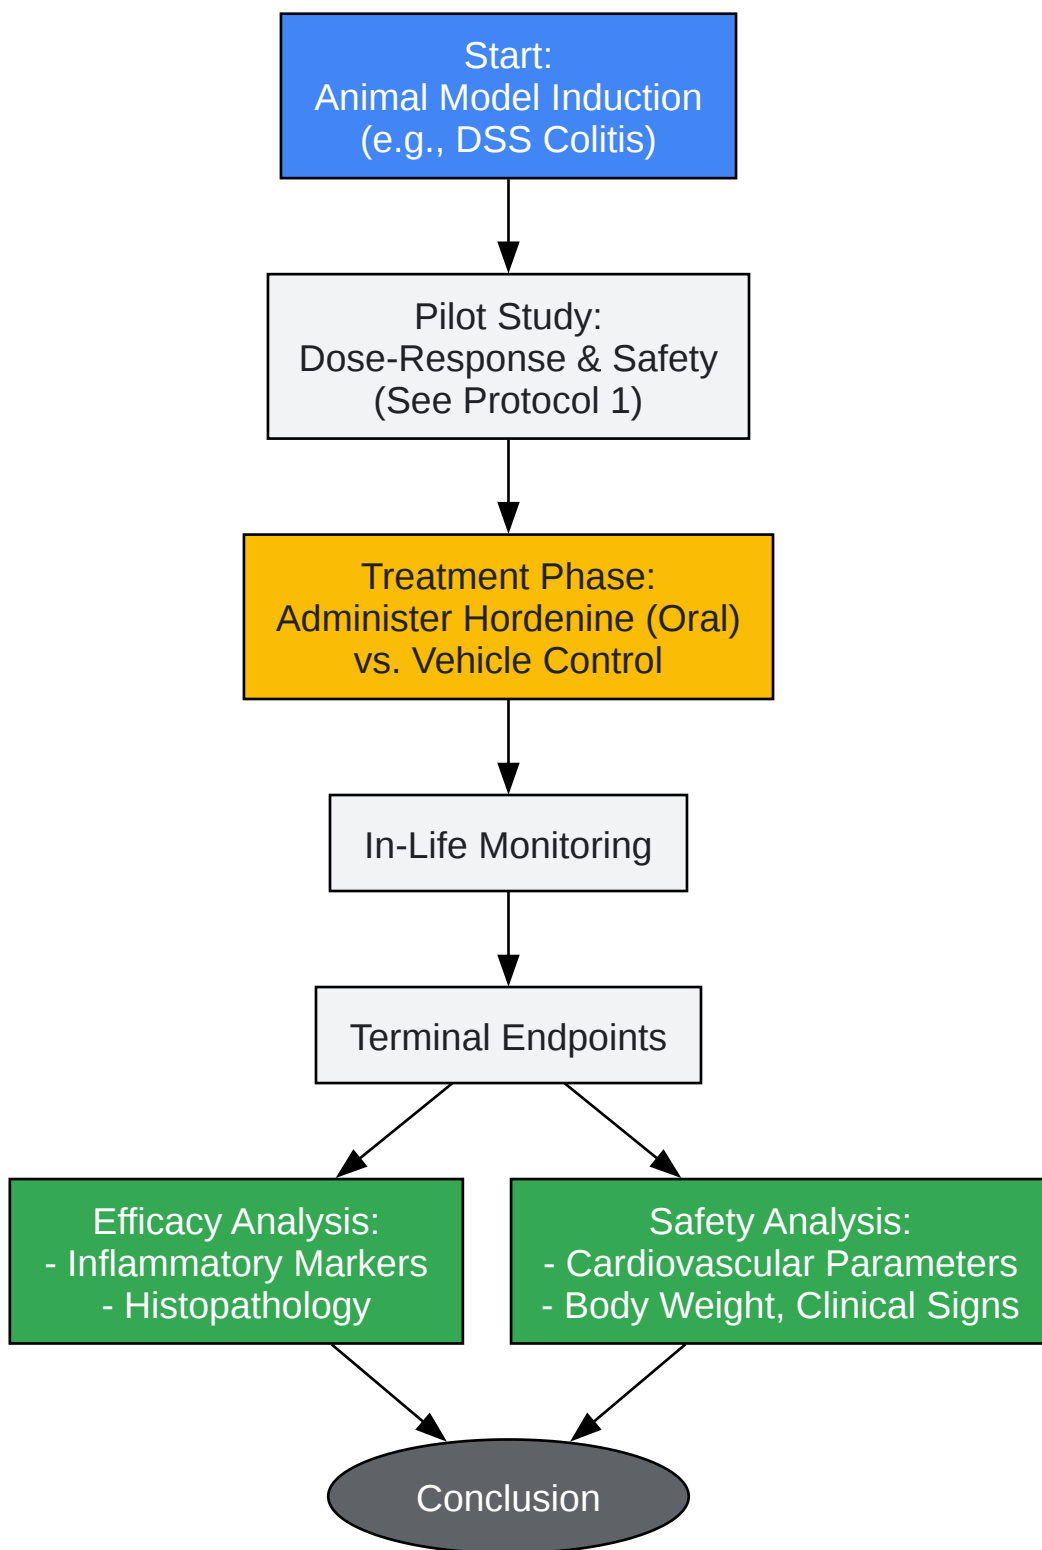 Start:
Animal Model Induction
(e.g., DSS Colitis)
Pilot Study:
Dose-Response & Safety
(See Protocol 1)
Treatment Phase:
Administer Hordenine (Oral)
vs. Vehicle Control
In-Life Monitoring
Terminal Endpoints
Efficacy Analysis:
- Inflammatory Markers
- Histopathology
Safety Analysis:
- Cardiovascular Parameters
- Body Weight, Clinical Signs
Conclusion